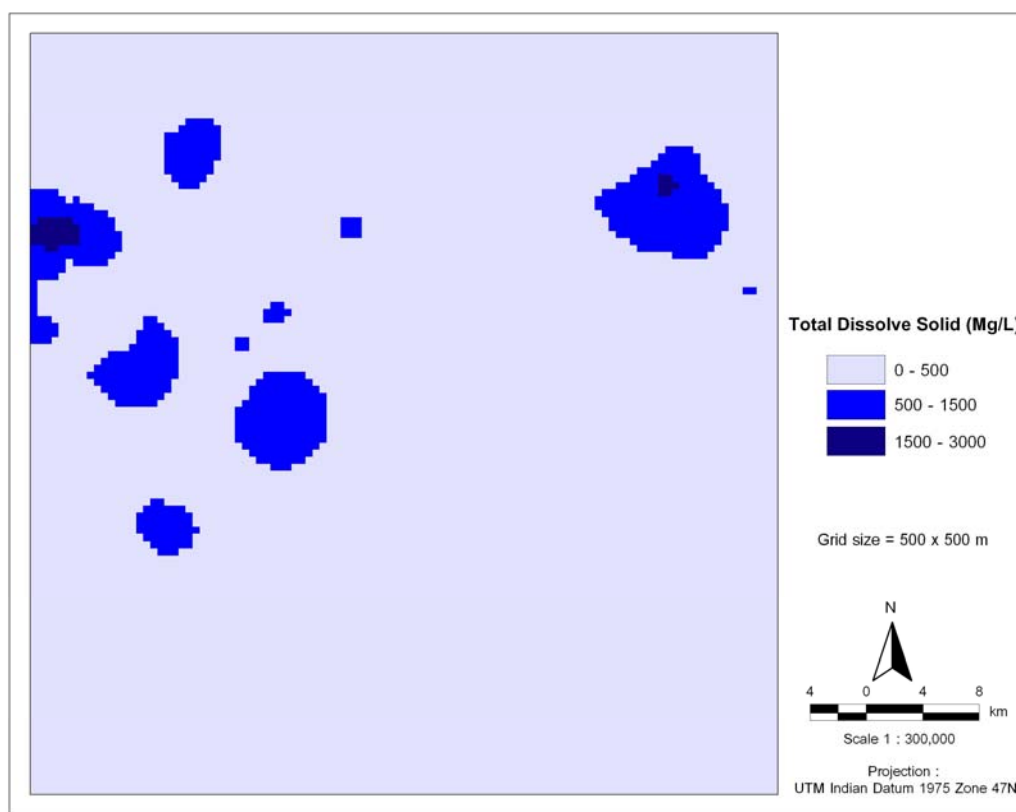 Total Dissolve Solid (Mg/L)
0 - 500
500 - 1500
1500 - 3000
Grid size = 500 x 500 m
N
4 0 4 8
km
Scale 1 : 300,000
Projection :
UTM Indian Datum 1975 Zone 47N